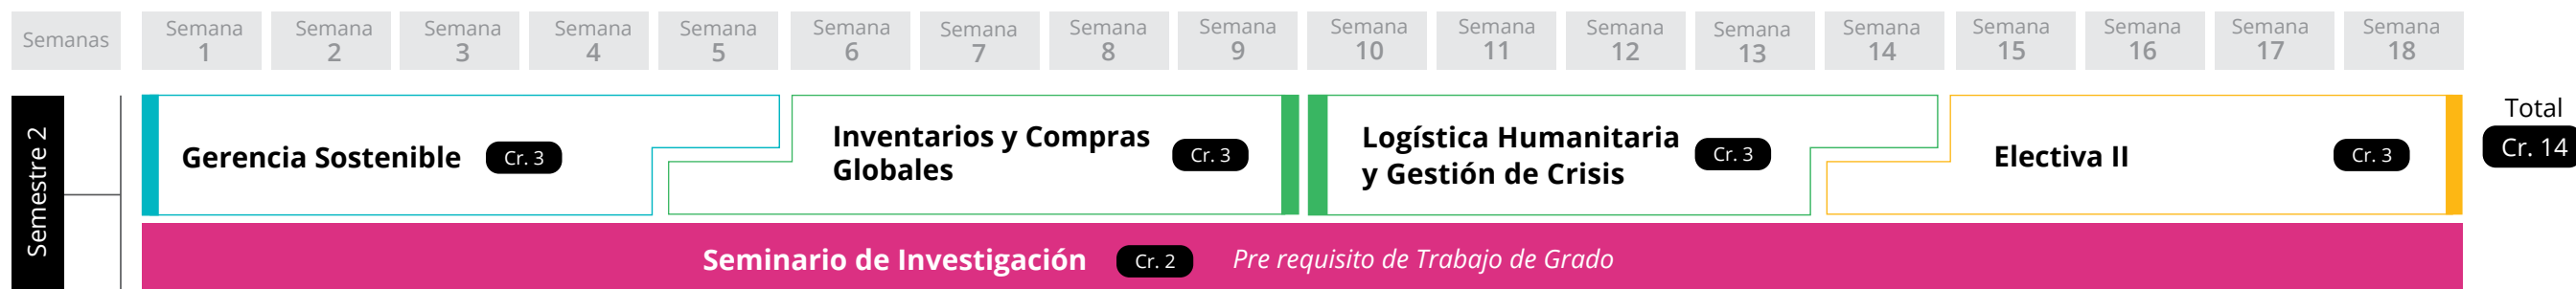 Semanas
Semana 1
Semana 2
Semana 3
Semana 4
Semana 5
Semana 6
Semana 7
Semana 8
Semana 9
Semana 10
Semana 11
Semana 12
Semana 13
Semana 14
Semana 15
Semana 16
Semana 17
Semana 18
Semestre 2
Gerencia Sostenible Cr. 3
Inventarios y Compras
Globales
Cr. 3
Logística Humanitaria
y Gestión de Crisis
Cr. 3
Electiva II Cr. 3
Total
Cr. 14
Seminario de Investigación Cr. 2 Pre requisito de Trabajo de Grado